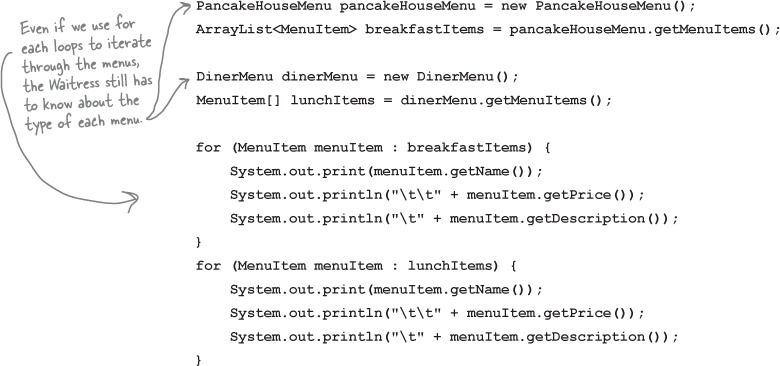 Even if we use for
each loops to iterate
through the menus,
the Waitress still has
to know about the
type of each menu.
PancakeHouseMenu pancakeHouseMenu = new PancakeHouseMenu();
ArrayList<MenuItem> breakfastItems = pancakeHouseMenu.getMenuItems();
DinerMenu dinerMenu = new DinerMenu();
MenuItem[] lunchItems = dinerMenu.getMenuItems();
for (MenuItem menuItem : breakfastItems) {
    System.out.print(menuItem.getName());
    System.out.println("\t\t" + menuItem.getPrice());
    System.out.println("\t" + menuItem.getDescription());
}
for (MenuItem menuItem : lunchItems) {
    System.out.print(menuItem.getName());
    System.out.println("\t\t" + menuItem.getPrice());
    System.out.println("\t" + menuItem.getDescription());
}